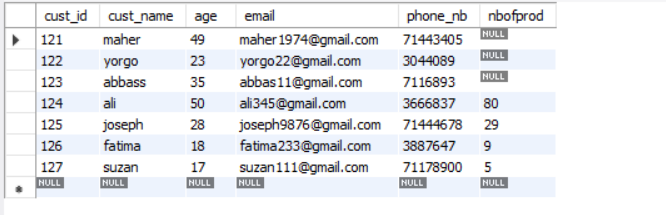 cust_id cust_name age email phone_nb nbofprod
121 maher 49 maher1974@gmail.com 71443405 NULL
122 yorgo 23 yorgo22@gmail.com 3044089 NULL
123 abbass 35 abbas11@gmail.com 7116893 NULL
124 ali 50 ali345@gmail.com 3666837 80
125 joseph 28 joseph9876@gmail.com 71444678 29
126 fatima 18 fatima233@gmail.com 3887647 9
127 suzan 17 suzan111@gmail.com 71178900 5
NULL NULL NULL NULL NULL NULL